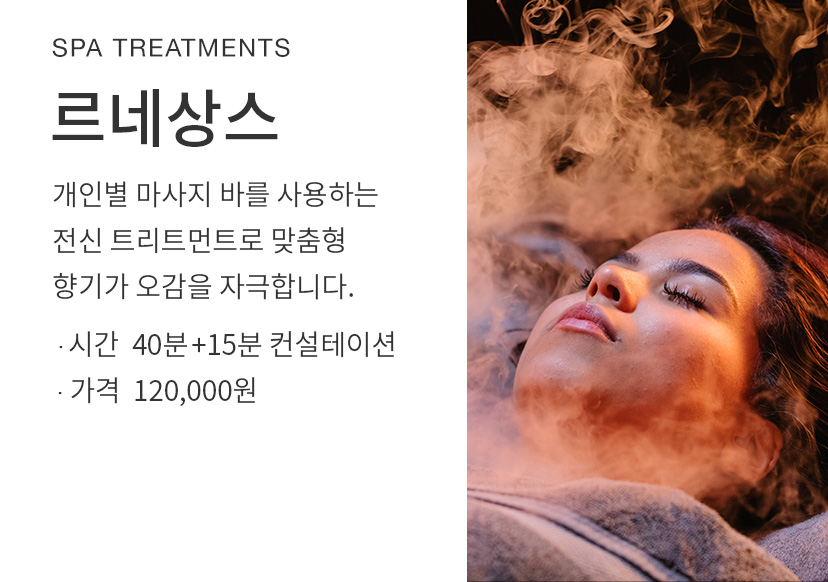 SPA TREATMENTS
르네상스
개인별 마사지 바를 사용하는
전신 트리트먼트로 맞춤형
향기가 오감을 자극합니다.
· 시간 40분+15분 컨설테이션
· 가격 120,000원